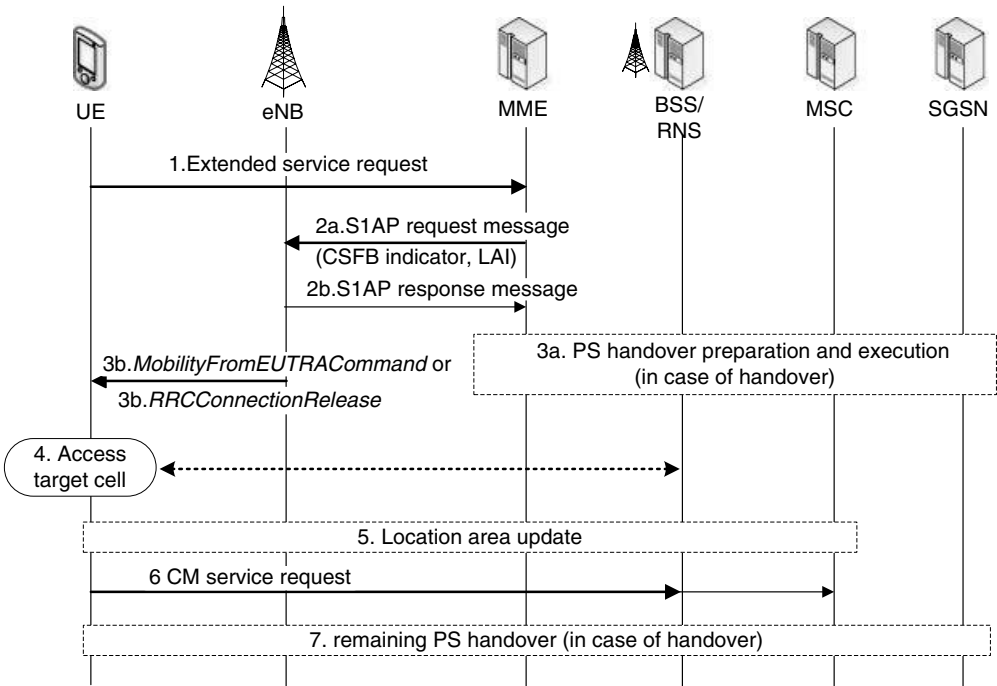 UE
eNB
MME
BSS/
RNS
MSC
SGSN
1.Extended service request
2a.S1AP request message
(CSFB indicator, LAI)
2b.S1AP response message
3a. PS handover preparation and execution
(in case of handover)
3b.MobilityFromEUTRACommand or
3b.RRCConnectionRelease
4. Access
target cell
5. Location area update
6 CM service request
7. remaining PS handover (in case of handover)